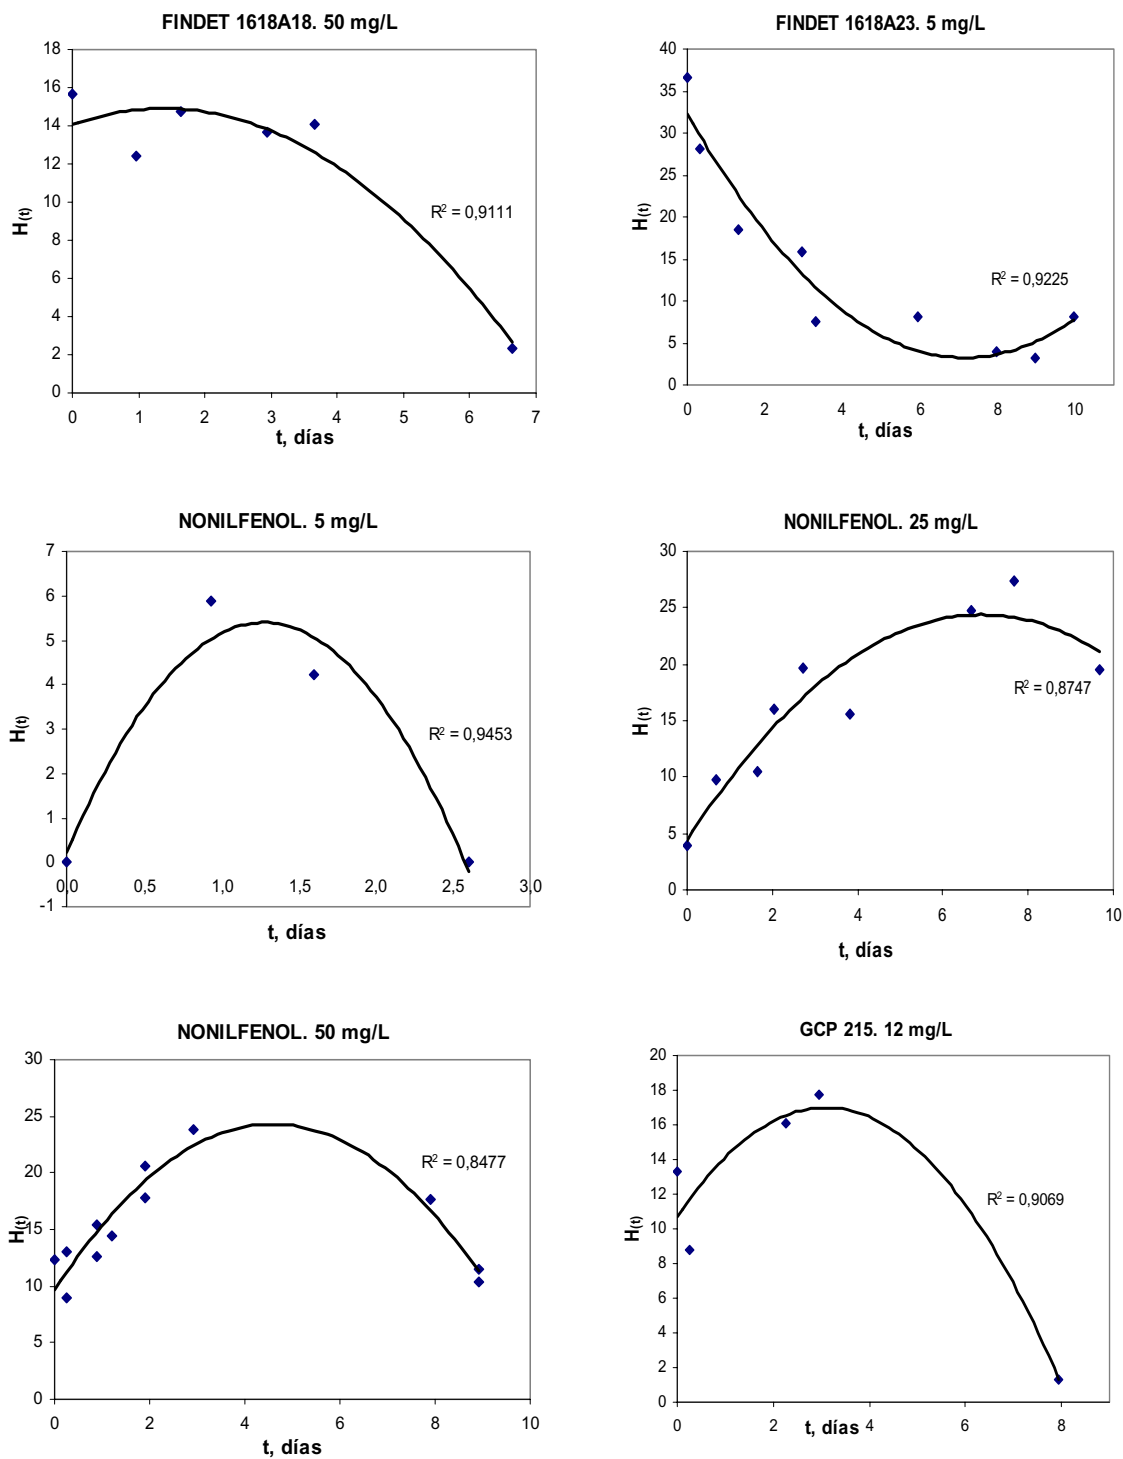 FINDET 1618A18. 50 mg/L
18
16
14
12
10
8
6
4
2
0
H(t)
R² = 0,9111
0 1 2 3 4 5 6 7
t, días
FINDET 1618A23. 5 mg/L
40
35
30
25
20
15
10
5
0
H(t)
R² = 0,9225
0 2 4 6 8 10
t, días
NONILFENOL. 5 mg/L
7
6
5
4
3
2
1
0
-1
H(t)
R² = 0,9453
0,0 0,5 1,0 1,5 2,0 2,5 3,0
t, días
NONILFENOL. 25 mg/L
30
25
20
15
10
5
0
H(t)
R² = 0,8747
0 2 4 6 8 10
t, días
NONILFENOL. 50 mg/L
30
25
20
15
10
5
0
H(t)
R² = 0,8477
0 2 4 6 8 10
t, días
GCP 215. 12 mg/L
20
18
16
14
12
10
8
6
4
2
0
H(t)
R² = 0,9069
0 2 4 6 8
t, días